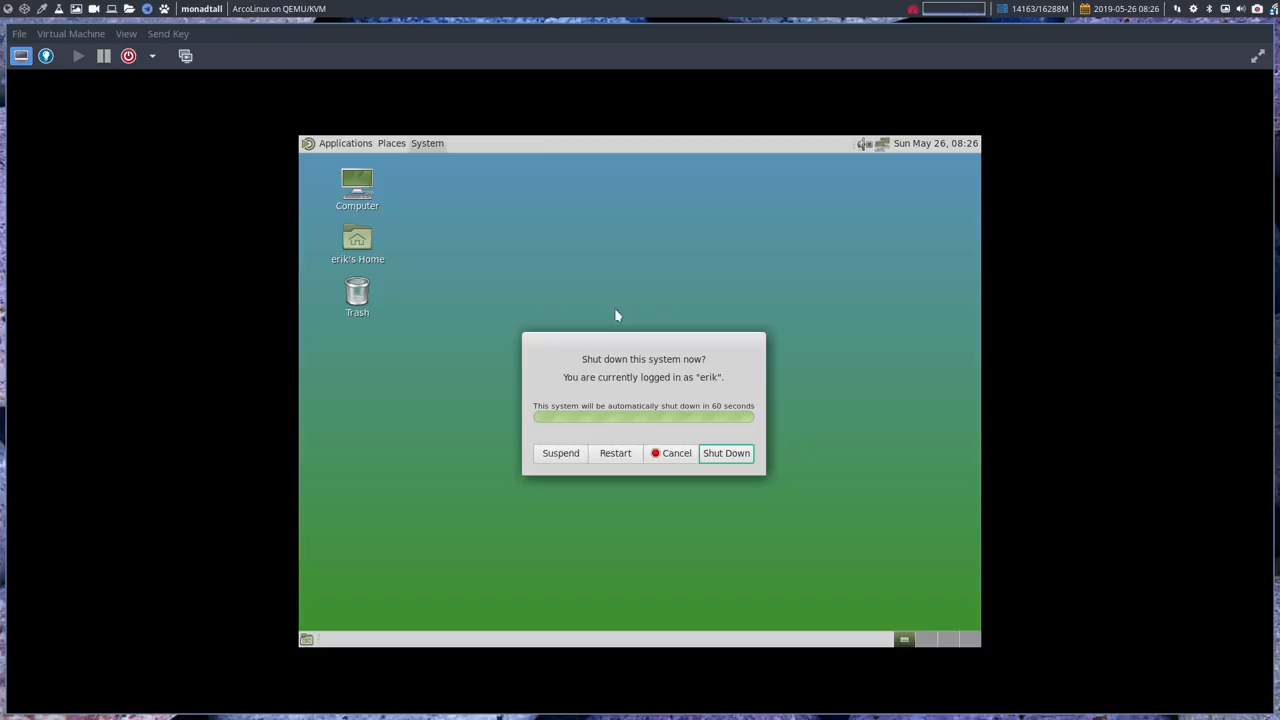 monadtall ArcoLinux on QEMU/KVM 14163/16288M 2019-05-26 08:26
File Virtual Machine View Send Key
Applications Places System Sun May 26, 08:26
Computer
erik's Home
Trash
Shut down this system now?
You are currently logged in as "erik".
This system will be automatically shut down in 60 seconds
Suspend Restart Cancel Shut Down